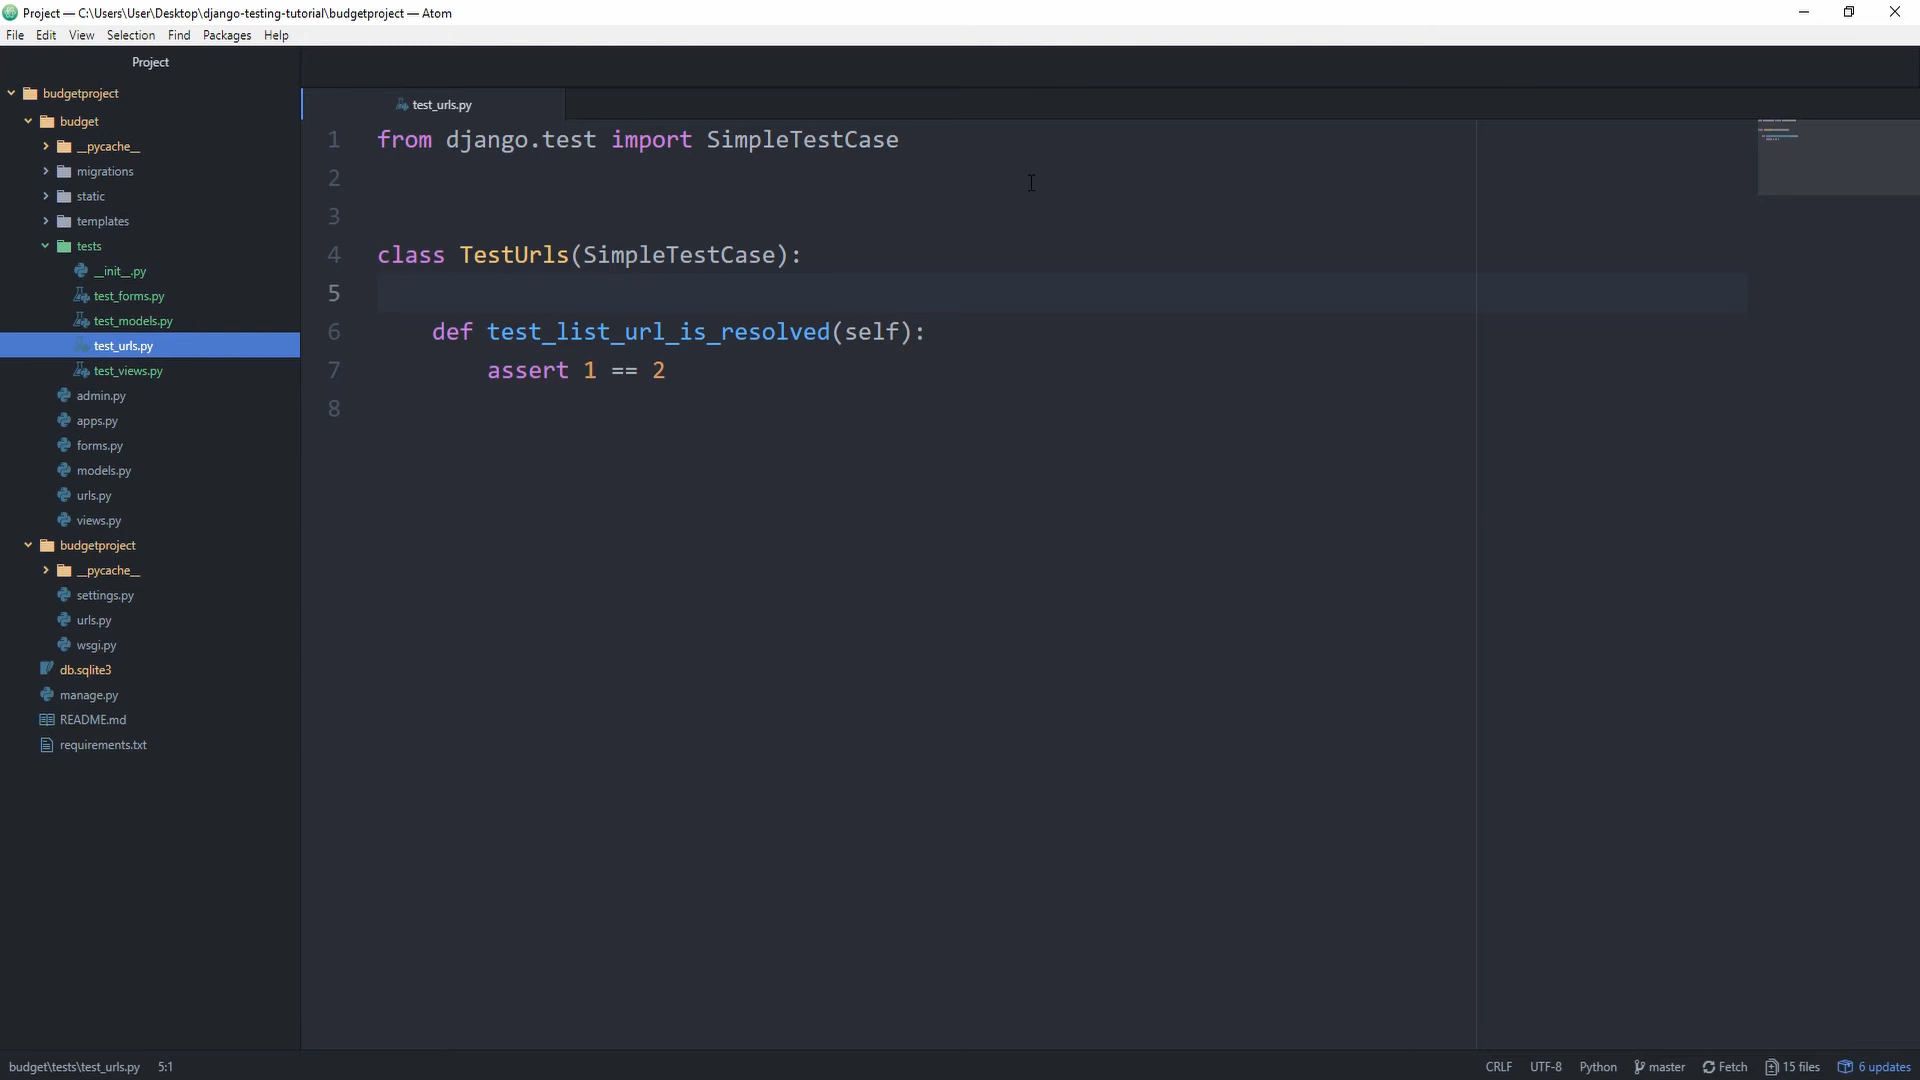 Project — C:\Users\User\Desktop\django-testing-tutorial\budgetproject — Atom
File Edit View Selection Find Packages Help
Project
budgetproject
budget
__pycache__
migrations
static
templates
tests
__init__.py
test_forms.py
test_models.py
test_urls.py
test_views.py
admin.py
apps.py
forms.py
models.py
urls.py
views.py
budgetproject
__pycache__
settings.py
urls.py
wsgi.py
db.sqlite3
manage.py
README.md
requirements.txt
test_urls.py
1 from django.test import SimpleTestCase
2
3
4 class TestUrls(SimpleTestCase):
5
6 def test_list_url_is_resolved(self):
7 assert 1 == 2
8
budget\tests\test_urls.py 5:1
CRLF UTF-8 Python master Fetch 15 files 6 updates